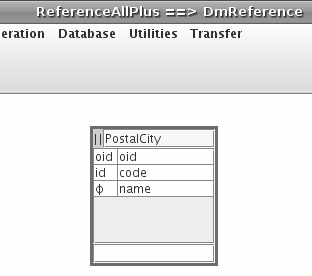 ReferenceAllPlus ==> DmReference
eration Database Utilities Transfer
|| PostalCity
oid oid
id code
φ name